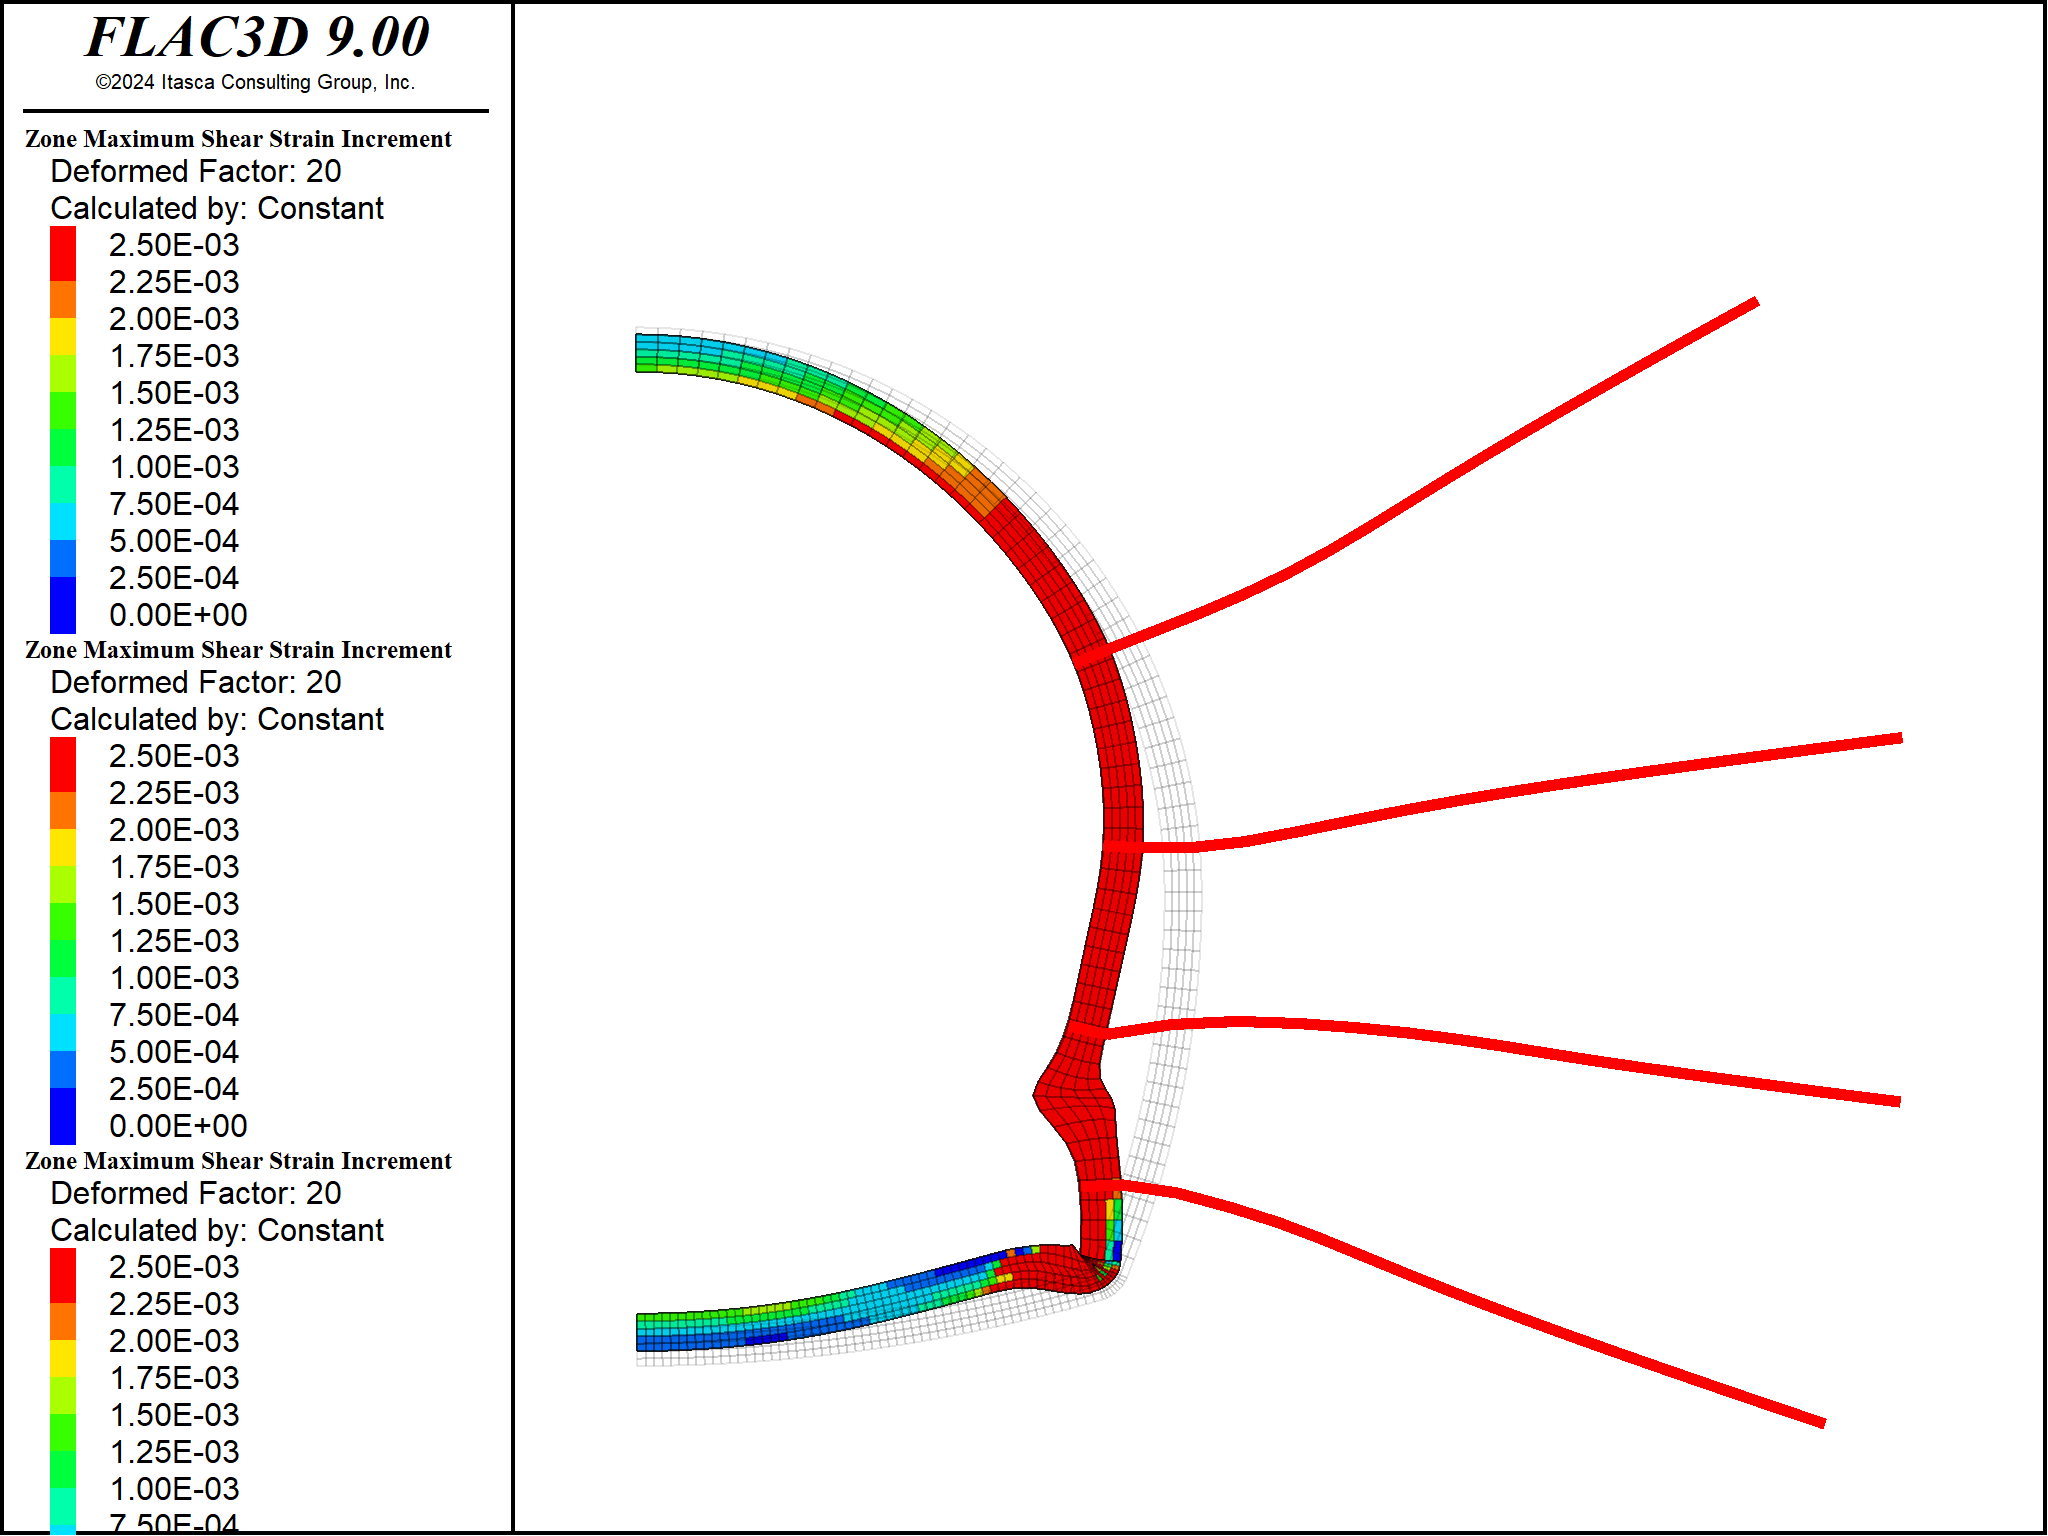 FLAC3D 9.00
©2024 Itasca Consulting Group, Inc.
Zone Maximum Shear Strain Increment
Deformed Factor: 20
Calculated by: Constant
2.50E-03
2.25E-03
2.00E-03
1.75E-03
1.50E-03
1.25E-03
1.00E-03
7.50E-04
5.00E-04
2.50E-04
0.00E+00
Zone Maximum Shear Strain Increment
Deformed Factor: 20
Calculated by: Constant
2.50E-03
2.25E-03
2.00E-03
1.75E-03
1.50E-03
1.25E-03
1.00E-03
7.50E-04
5.00E-04
2.50E-04
0.00E+00
Zone Maximum Shear Strain Increment
Deformed Factor: 20
Calculated by: Constant
2.50E-03
2.25E-03
2.00E-03
1.75E-03
1.50E-03
1.25E-03
1.00E-03
7.50E-04